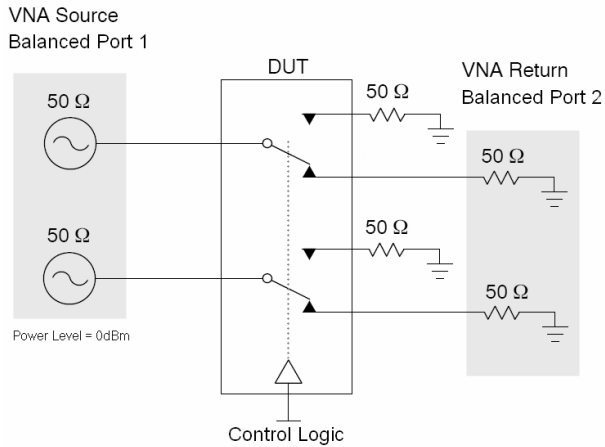 VNA Source
Balanced Port 1
DUT
VNA Return
Balanced Port 2
50 Ω
50 Ω
50 Ω
50 Ω
50 Ω
50 Ω
Power Level = 0dBm
Control Logic